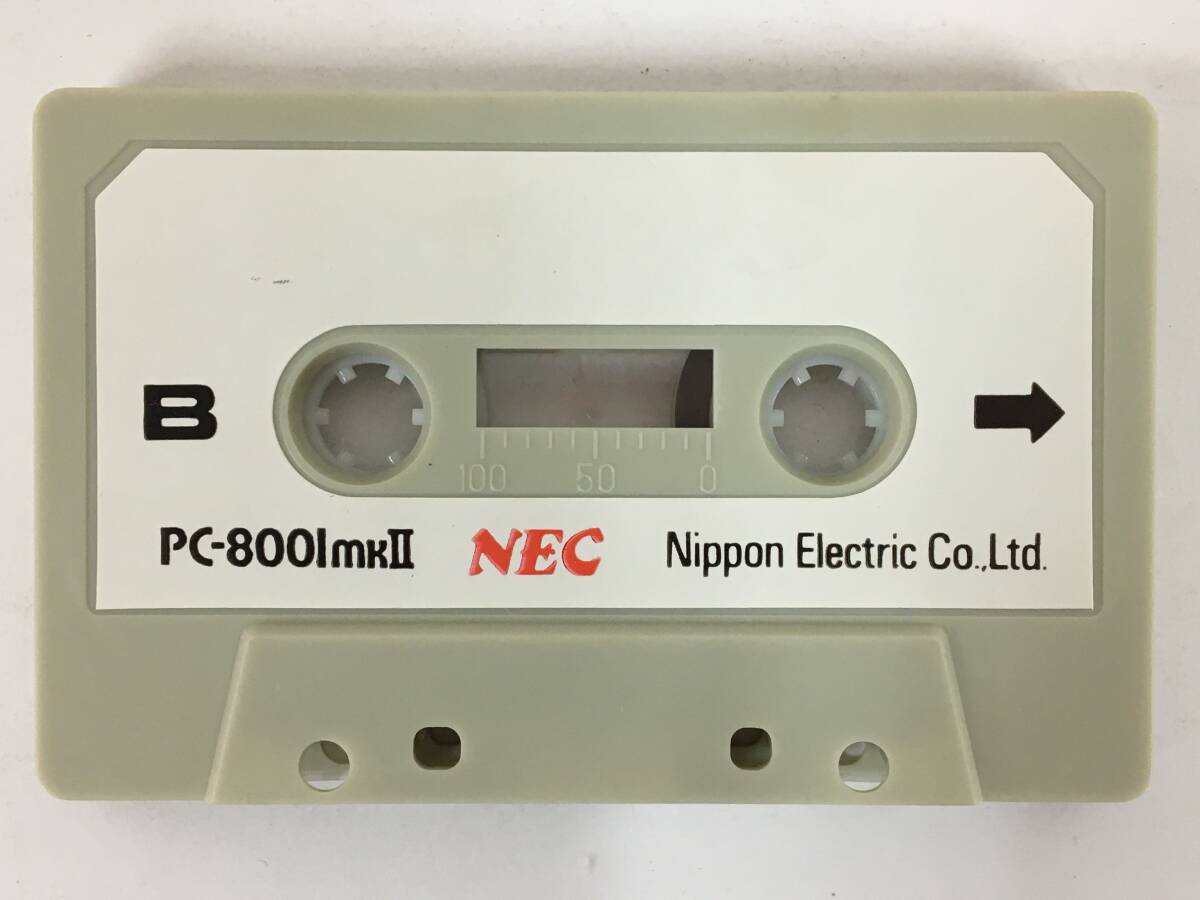 B
100 50 0
PC-8001mkII NEC Nippon Electric Co.,Ltd.